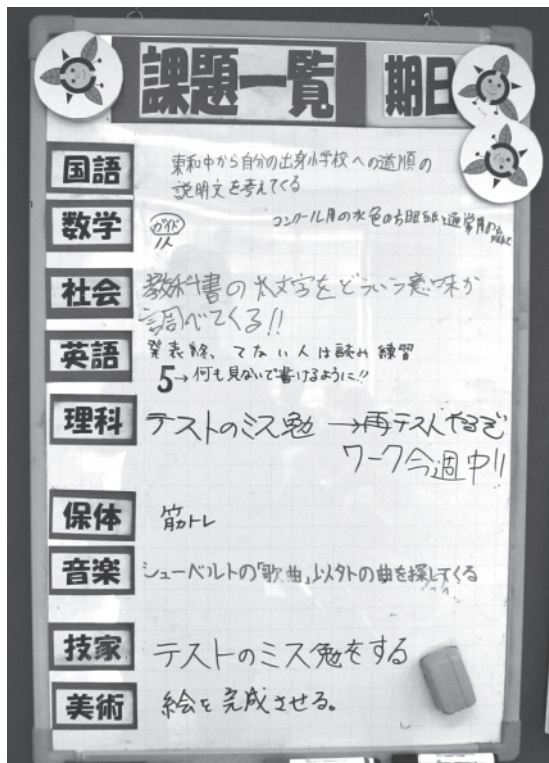 課題一覧 期日
国語 東和中から自分の出身小学校への道順の
説明文を考えてくる
数学 ガイド コンクール用の水色の方眼紙と通常用の
社会 教科書の太文字をどういう意味か
調べてくる!!
英語 発表終、てない人は読み練習
5→何も見ないで書けるように!!
理科 テストのミス勉→再テストやるぞ
ワーク今週中!!
保体 筋トレ
音楽 シューベルトの「歌曲」以外の曲を探してくる
技家 テストのミス勉をする
美術 絵を完成させる。